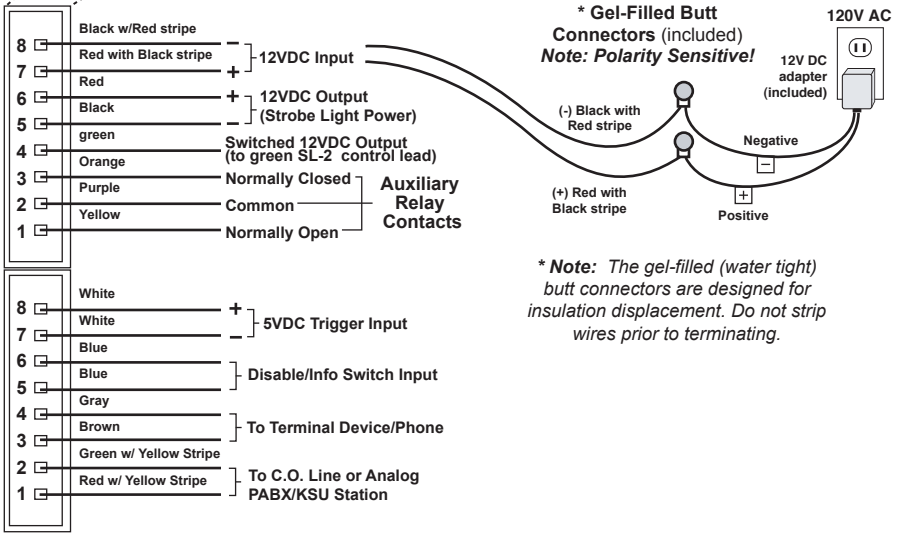 8 Black w/Red stripe –
7 Red with Black stripe +
12VDC Input
6 Red +
5 Black –
12VDC Output
(Strobe Light Power)
4 green Switched 12VDC Output
(to green SL-2 control lead)
3 Orange Normally Closed
2 Purple Common
1 Yellow Normally Open
Auxiliary
Relay
Contacts
8 White +
7 White –
5VDC Trigger Input
6 Blue
5 Blue
Disable/Info Switch Input
4 Gray
3 Brown
To Terminal Device/Phone
2 Green w/ Yellow Stripe
1 Red w/ Yellow Stripe
To C.O. Line or Analog
PABX/KSU Station
* Gel-Filled Butt
Connectors (included)
Note: Polarity Sensitive!
120V AC
12V DC
adapter
(included)
(-) Black with
Red stripe
Negative
–
(+) Red with
Black stripe
+
Positive
* Note: The gel-filled (water tight)
butt connectors are designed for
insulation displacement. Do not strip
wires prior to terminating.